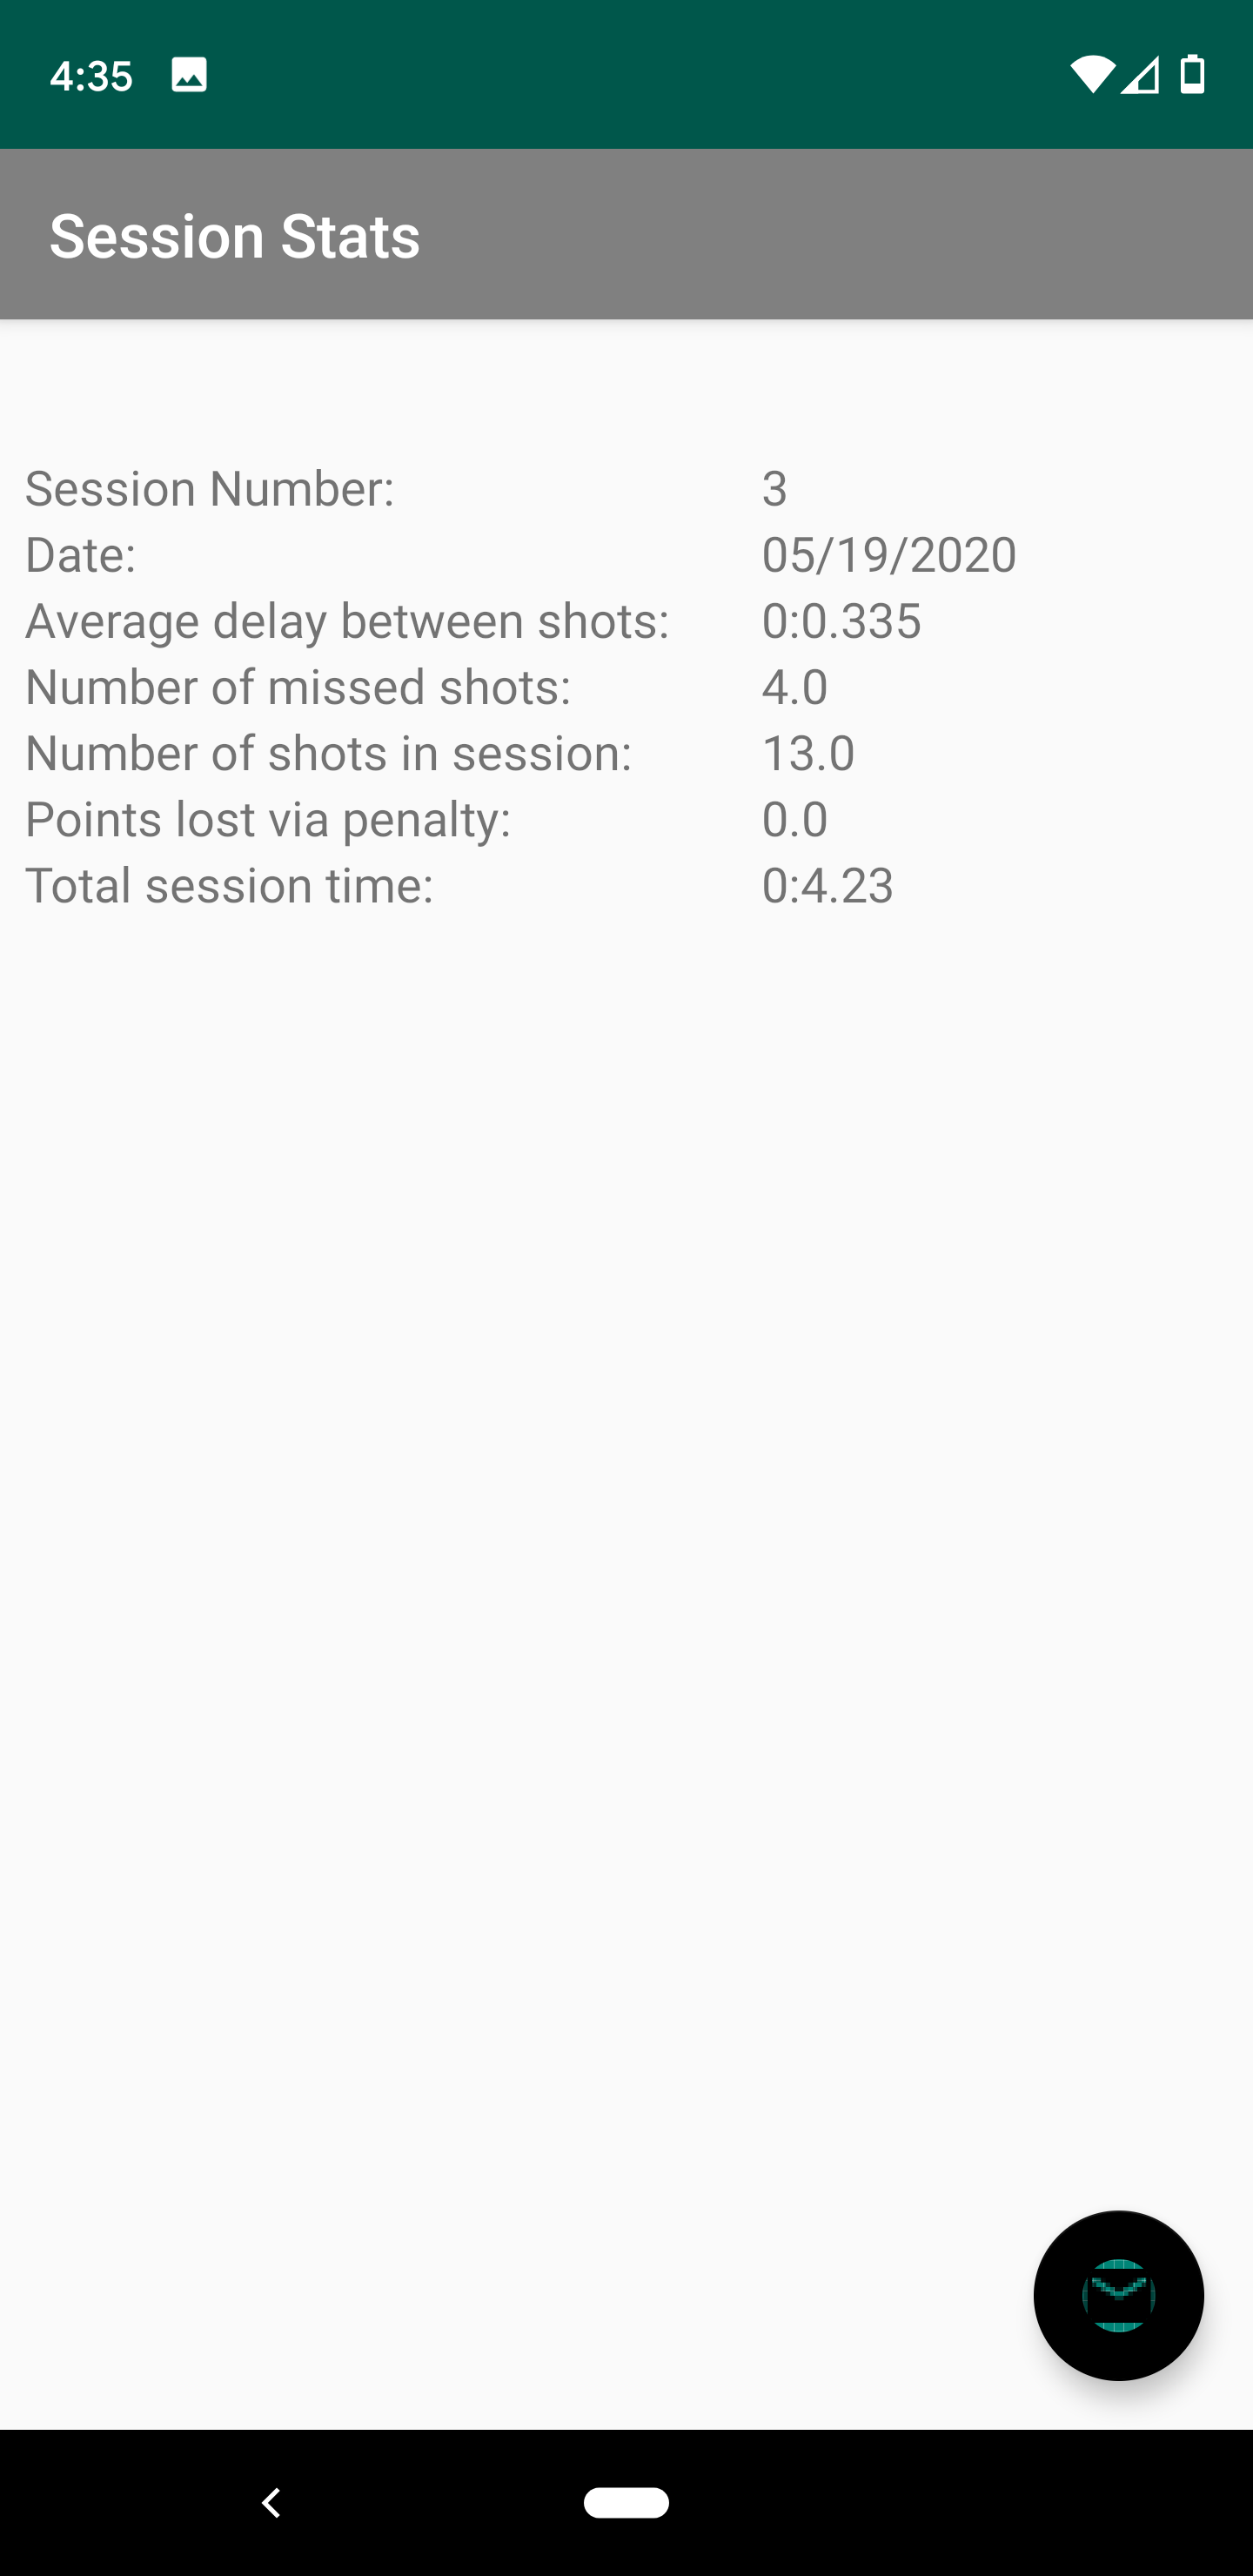 4:35
Session Stats
Session Number: 3
Date: 05/19/2020
Average delay between shots: 0:0.335
Number of missed shots: 4.0
Number of shots in session: 13.0
Points lost via penalty: 0.0
Total session time: 0:4.23